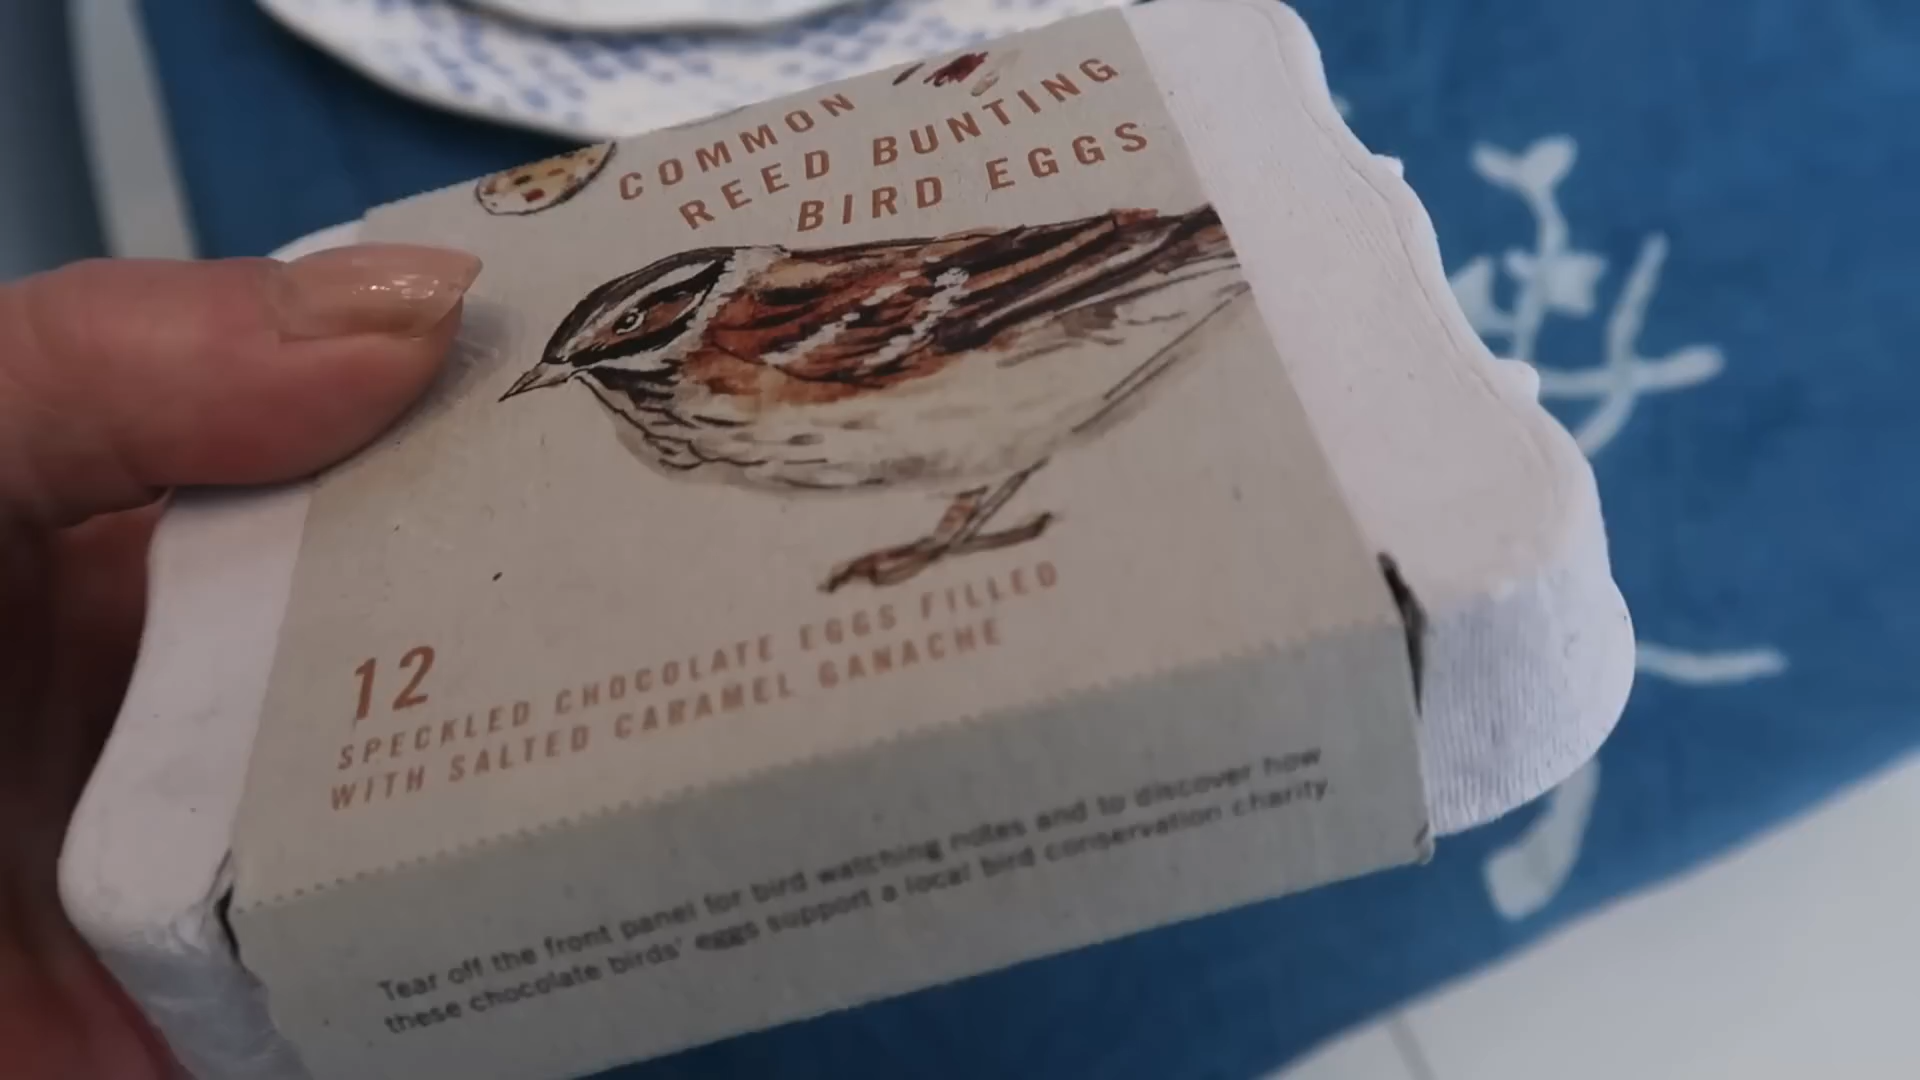 COMMON
REED BUNTING
BIRD EGGS
12
SPECKLED CHOCOLATE EGGS FILLED
WITH SALTED CARAMEL GANACHE
Tear off the front panel for bird watching notes and to discover how
these chocolate birds' eggs support a local bird conservation charity.